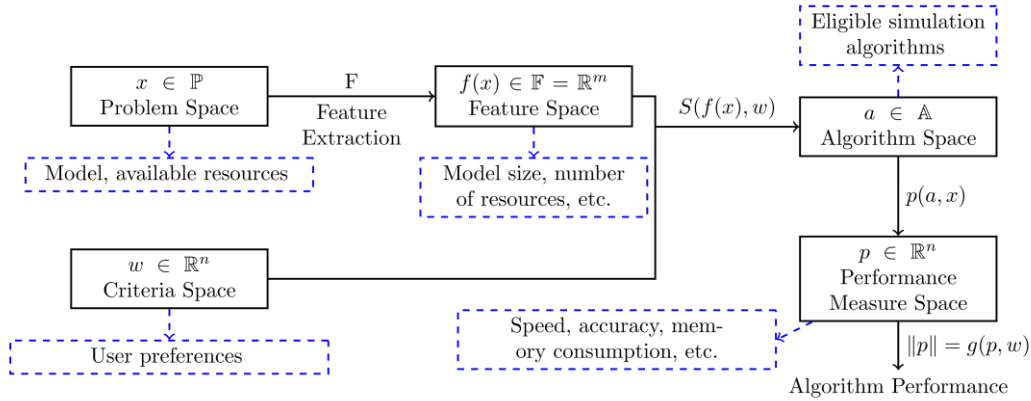 x ∈ ℙ
Problem Space
F
Feature
Extraction
f(x) ∈ 𝔽 = ℝ^m
Feature Space
S(f(x), w)
Eligible simulation
algorithms
a ∈ 𝔸
Algorithm Space
Model, available resources
Model size, number
of resources, etc.
p(a, x)
w ∈ ℝ^n
Criteria Space
p ∈ ℝ^n
Performance
Measure Space
User preferences
Speed, accuracy, mem-
ory consumption, etc.
‖p‖ = g(p, w)
Algorithm Performance